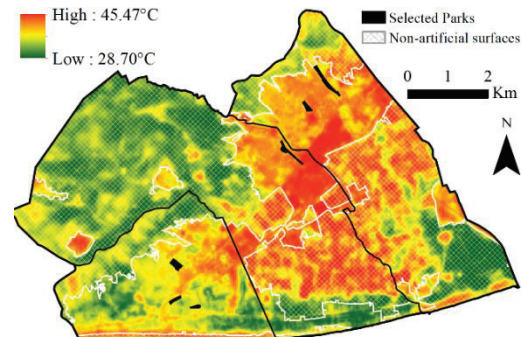 High : 45.47°C
Low : 28.70°C
Selected Parks
Non-artificial surfaces
0 1 2
Km
N